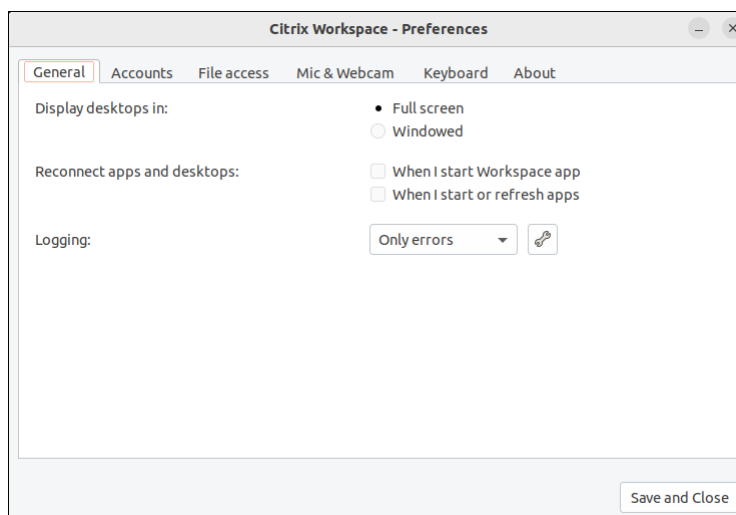 Citrix Workspace - Preferences
General Accounts File access Mic & Webcam Keyboard About
Display desktops in: Full screen
Windowed
Reconnect apps and desktops: When I start Workspace app
When I start or refresh apps
Logging: Only errors
Save and Close